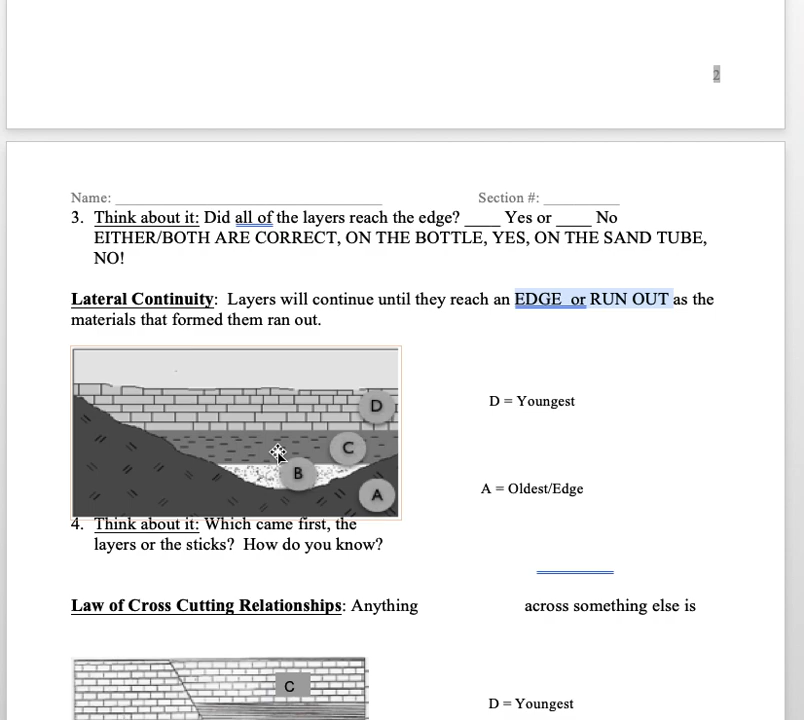 2
Name: ____________ Section #: ________
3. Think about it: Did all of the layers reach the edge? ____ Yes or ____ No
EITHER/BOTH ARE CORRECT, ON THE BOTTLE, YES, ON THE SAND TUBE,
NO!
Lateral Continuity: Layers will continue until they reach an EDGE or RUN OUT as the
materials that formed them ran out.
D
D = Youngest
C
B
A
A = Oldest/Edge
4. Think about it: Which came first, the
layers or the sticks? How do you know?
Law of Cross Cutting Relationships: Anything across something else is
C
D = Youngest